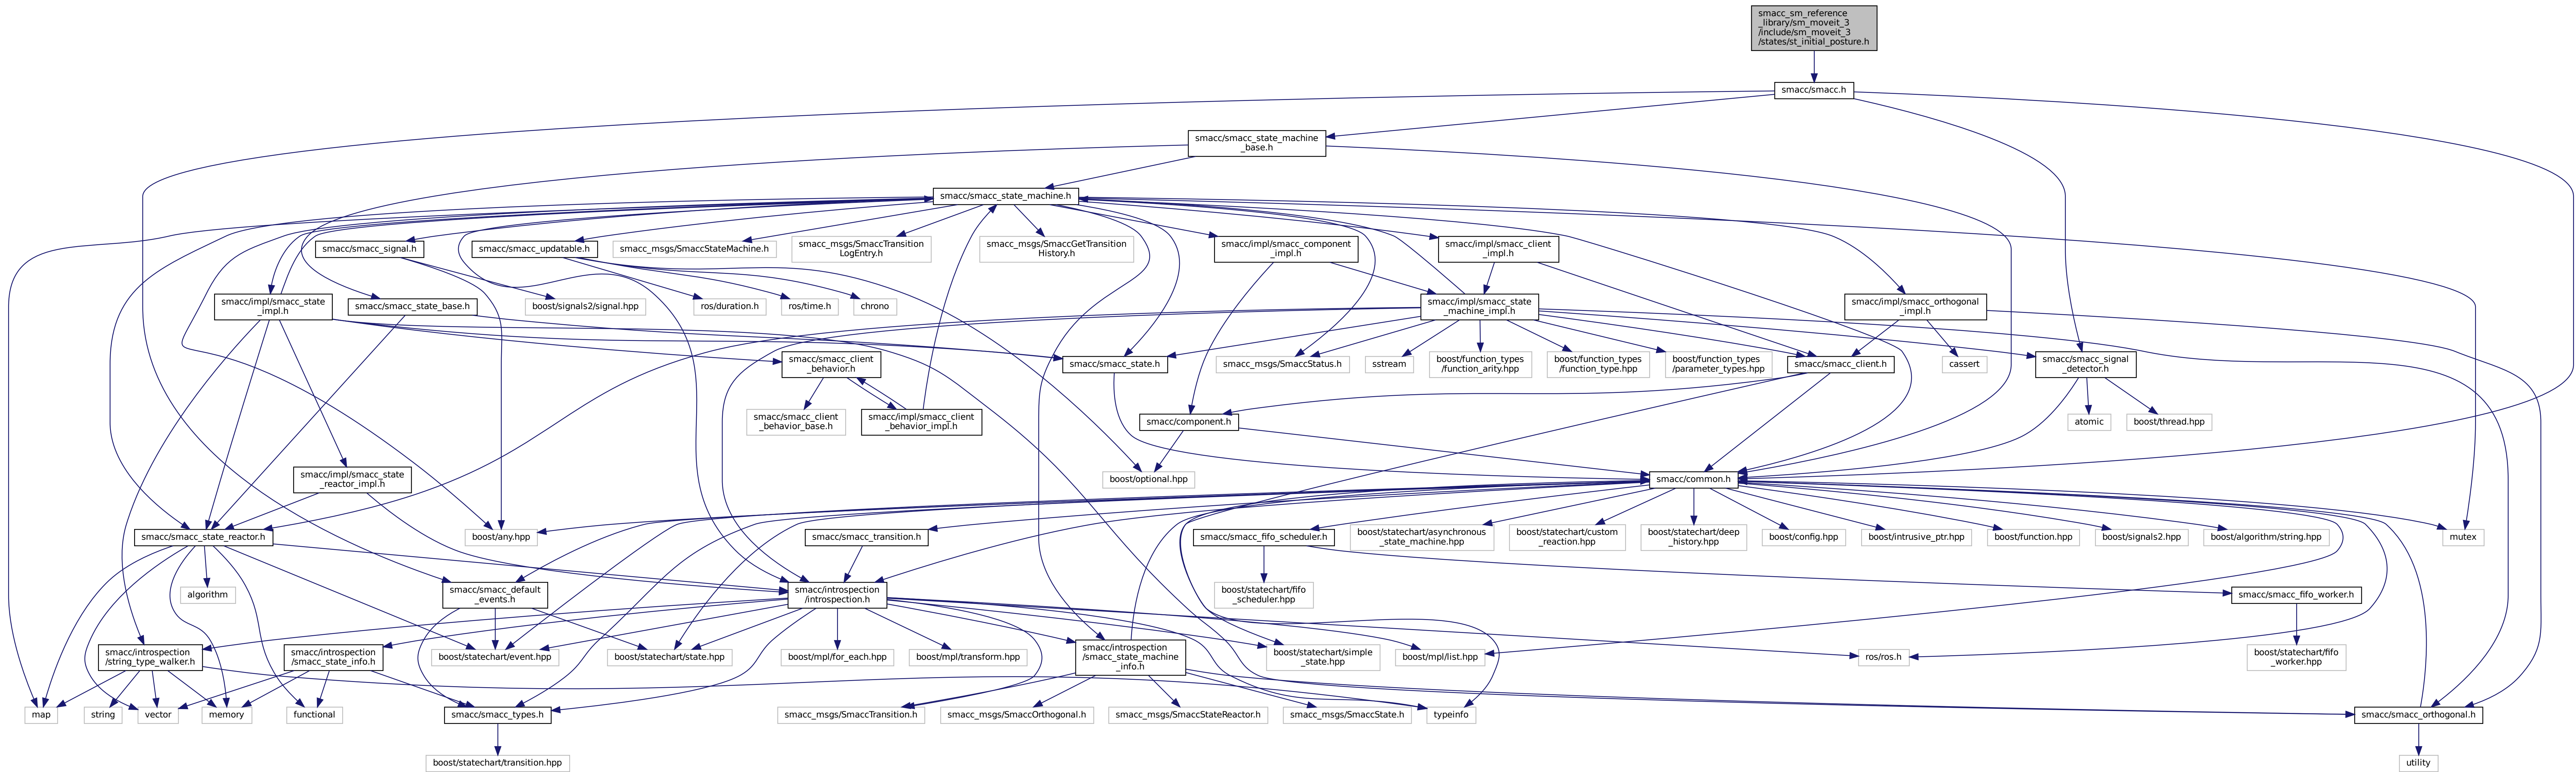 smacc_sm_reference
_library/sm_moveit_3
/include/sm_moveit_3
/states/st_initial_posture.h
smacc/smacc.h
smacc/smacc_state_machine
_base.h
smacc/smacc_state_machine.h
smacc/smacc_signal.h
smacc/smacc_updatable.h
smacc_msgs/SmaccStateMachine.h
smacc_msgs/SmaccTransition
LogEntry.h
smacc_msgs/SmaccGetTransition
History.h
smacc/impl/smacc_component
_impl.h
smacc/impl/smacc_client
_impl.h
smacc/impl/smacc_state
_impl.h
smacc/smacc_state_base.h
boost/signals2/signal.hpp
ros/duration.h
ros/time.h
chrono
smacc/impl/smacc_state
_machine_impl.h
smacc/impl/smacc_orthogonal
_impl.h
smacc/smacc_client
_behavior.h
smacc/smacc_state.h
smacc_msgs/SmaccStatus.h
sstream
boost/function_types
/function_arity.hpp
boost/function_types
/function_type.hpp
boost/function_types
/parameter_types.hpp
smacc/smacc_client.h
cassert
smacc/smacc_signal
_detector.h
smacc/smacc_client
_behavior_base.h
smacc/impl/smacc_client
_behavior_impl.h
smacc/component.h
atomic
boost/thread.hpp
smacc/impl/smacc_state
_reactor_impl.h
boost/optional.hpp
smacc/common.h
smacc/smacc_state_reactor.h
boost/any.hpp
smacc/smacc_transition.h
smacc/smacc_fifo_scheduler.h
boost/statechart/asynchronous
_state_machine.hpp
boost/statechart/custom
_reaction.hpp
boost/statechart/deep
_history.hpp
boost/config.hpp
boost/intrusive_ptr.hpp
boost/function.hpp
boost/signals2.hpp
boost/algorithm/string.hpp
mutex
algorithm
smacc/smacc_default
_events.h
smacc/introspection
/introspection.h
boost/statechart/fifo
_scheduler.hpp
smacc/smacc_fifo_worker.h
smacc/introspection
/string_type_walker.h
smacc/introspection
/smacc_state_info.h
boost/statechart/event.hpp
boost/statechart/state.hpp
boost/mpl/for_each.hpp
boost/mpl/transform.hpp
smacc/introspection
/smacc_state_machine
_info.h
boost/statechart/simple
_state.hpp
boost/mpl/list.hpp
ros/ros.h
boost/statechart/fifo
_worker.hpp
map
string
vector
memory
functional
smacc/smacc_types.h
smacc_msgs/SmaccTransition.h
smacc_msgs/SmaccOrthogonal.h
smacc_msgs/SmaccStateReactor.h
smacc_msgs/SmaccState.h
typeinfo
smacc/smacc_orthogonal.h
boost/statechart/transition.hpp
utility